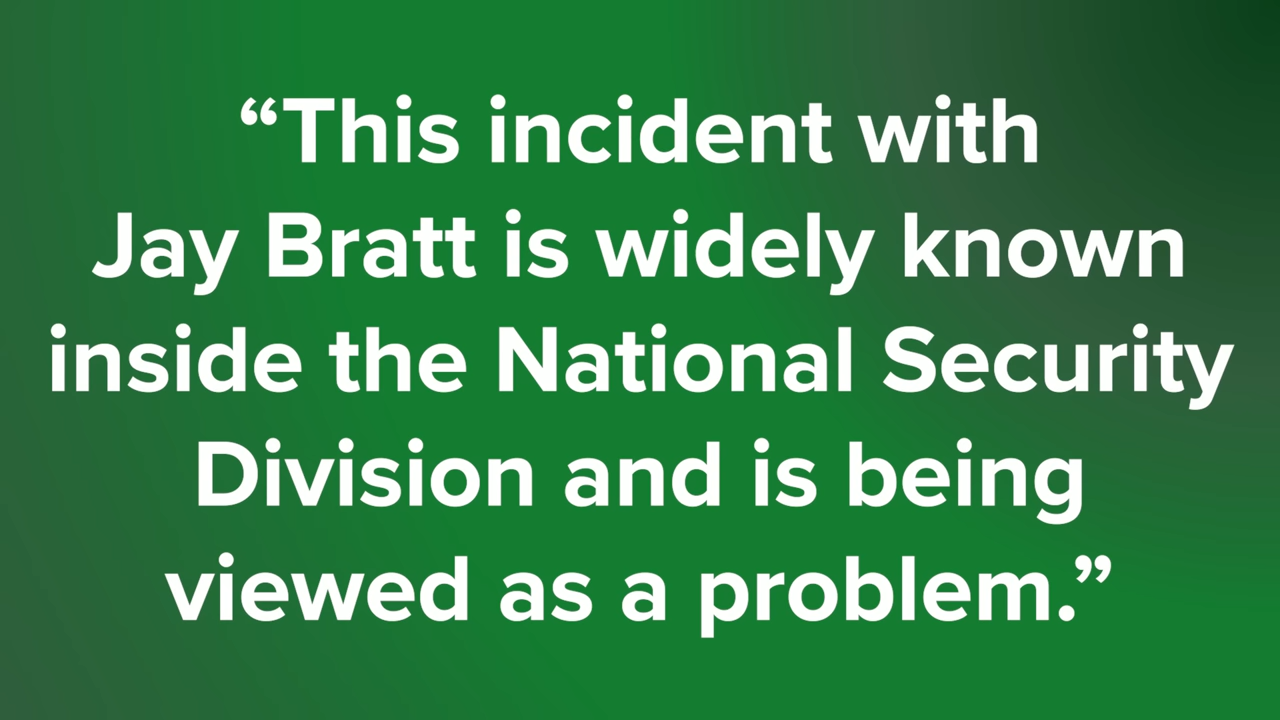 “This incident with
Jay Bratt is widely known
inside the National Security
Division and is being
viewed as a problem.”